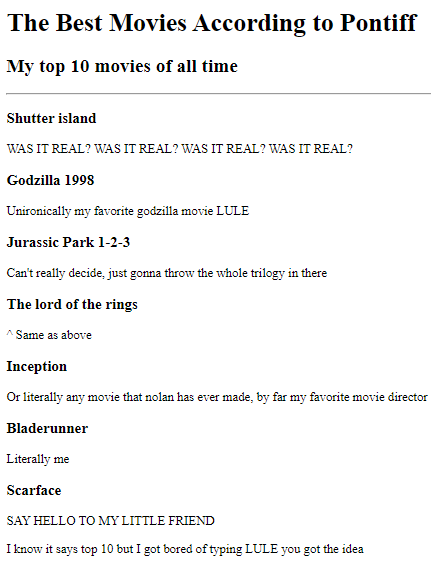 The Best Movies According to Pontiff
My top 10 movies of all time
Shutter island
WAS IT REAL? WAS IT REAL? WAS IT REAL? WAS IT REAL?
Godzilla 1998
Unironically my favorite godzilla movie LULE
Jurassic Park 1-2-3
Can't really decide, just gonna throw the whole trilogy in there
The lord of the rings
^ Same as above
Inception
Or literally any movie that nolan has ever made, by far my favorite movie director
Bladerunner
Literally me
Scarface
SAY HELLO TO MY LITTLE FRIEND
I know it says top 10 but I got bored of typing LULE you got the idea